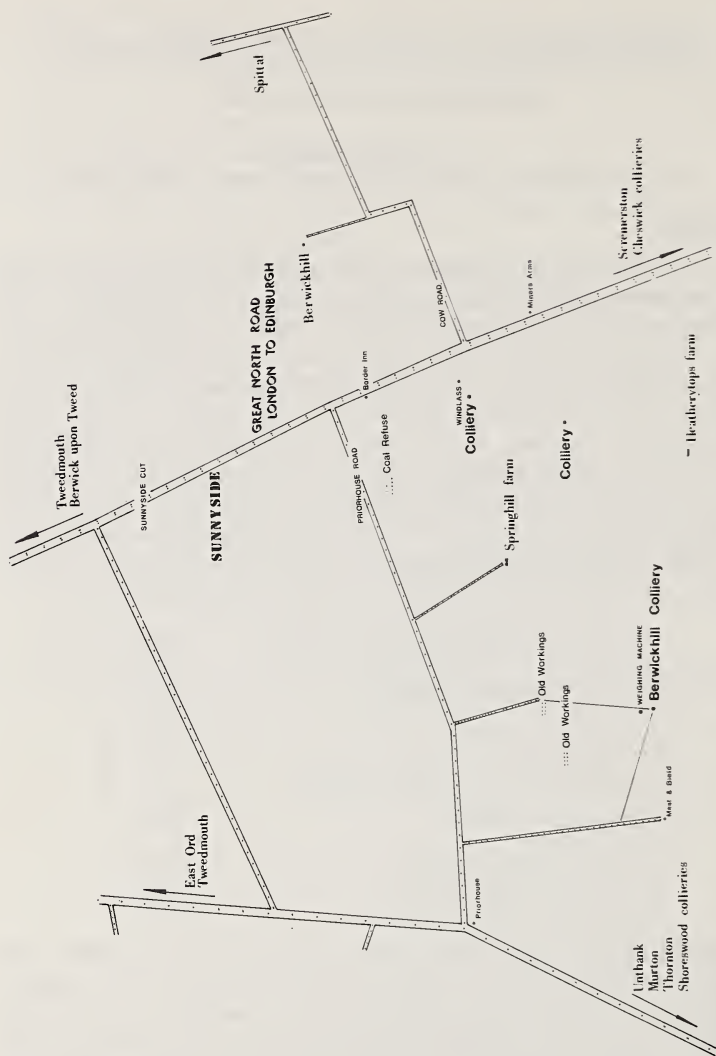 Spittal
Tweedmouth
Berwick upon Tweed
GREAT NORTH ROAD
LONDON TO EDINBURGH
Berwickhill
SUNNYSIDE CUT
SUNNYSIDE
Border Inn
COW ROAD
Miners Arms
Scremerston
Cheswick collieries
PRIORHOUSE ROAD
Coal Refuse
WINDLASS
Colliery
Colliery
Springhill farm
Heatherytops farm
East Ord
Tweedmouth
Old Workings
Old Workings
WEIGHING MACHINE
Berwickhill Colliery
Meat & Bield
Priorhouse
Unthank
Murton
Thornton
Shoreswood collieries